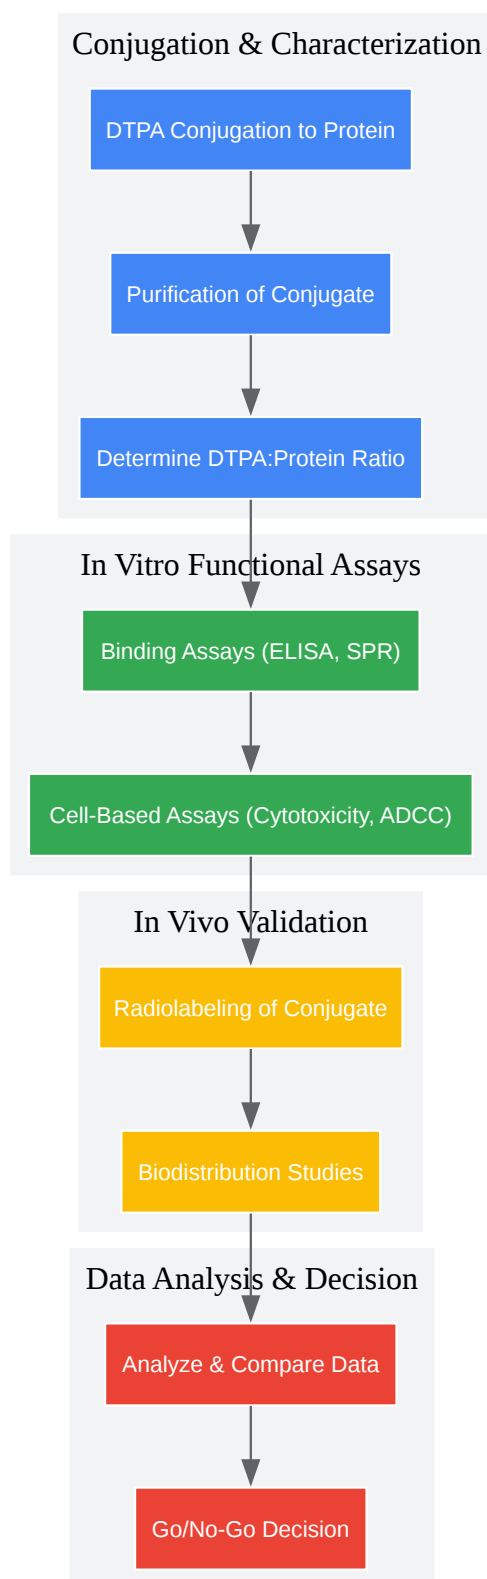 Conjugation & Characterization
DTPA Conjugation to Protein
Purification of Conjugate
Determine DTPA:Protein Ratio
In Vitro Functional Assays
Binding Assays (ELISA, SPR)
Cell-Based Assays (Cytotoxicity, ADCC)
In Vivo Validation
Radiolabeling of Conjugate
Biodistribution Studies
Data Analysis & Decision
Analyze & Compare Data
Go/No-Go Decision